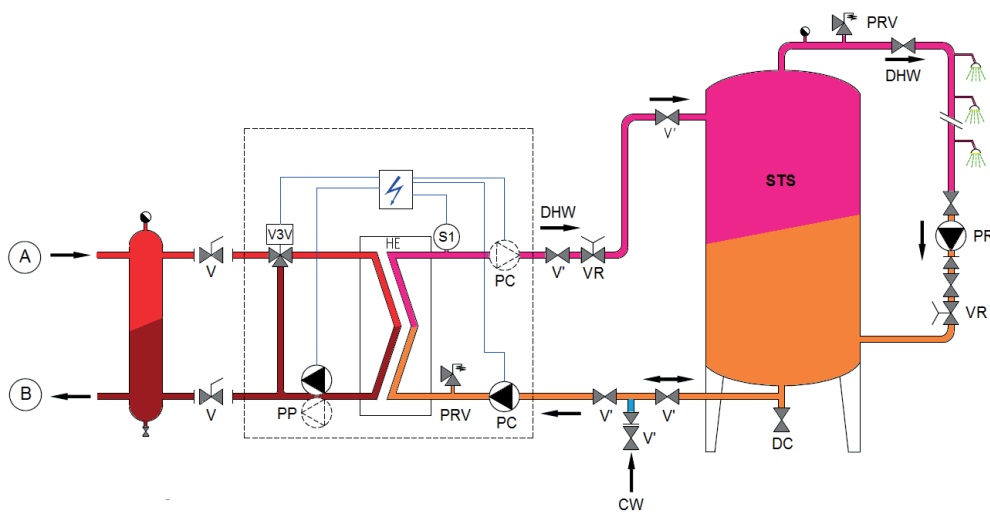 PRV
DHW
V'
STS
DHW
V3V
HE
S1
A
V
PC
V'
VR
PR
VR
B
V
PP
PRV
PC
V'
V'
V'
DC
CW